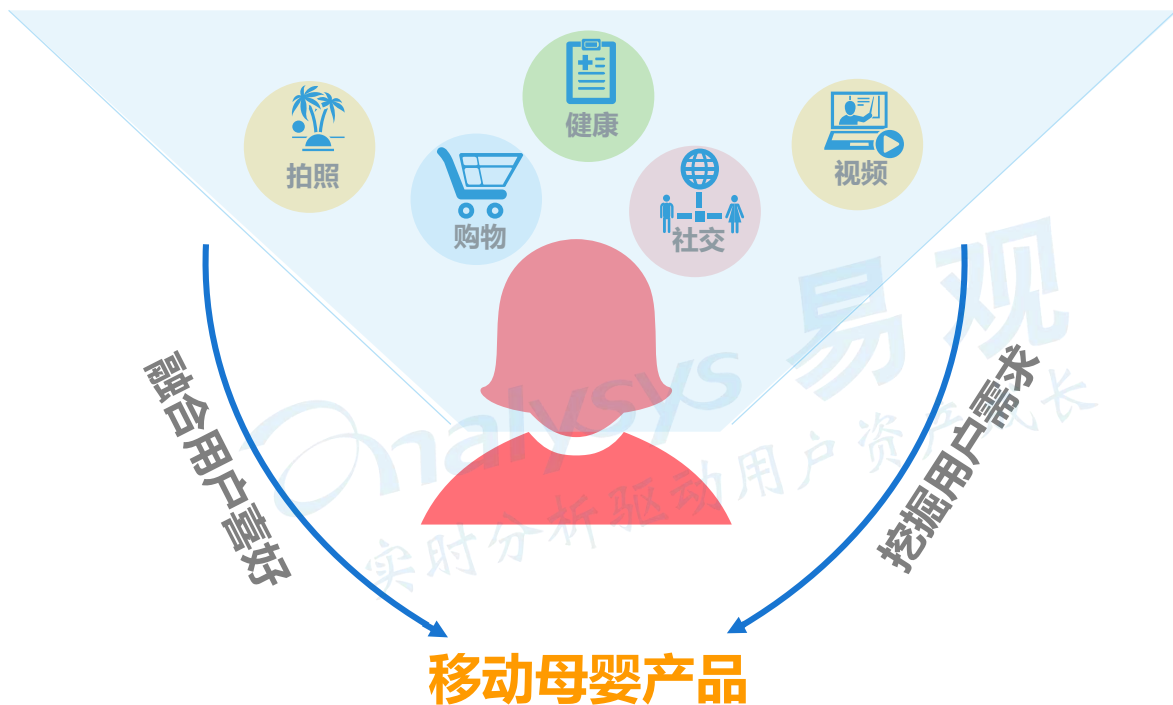 健康
拍照
视频
购物
社交
易观
analysys
实时分析驱动用户资产成长
融合用户喜好
挖掘用户需求
移动母婴产品